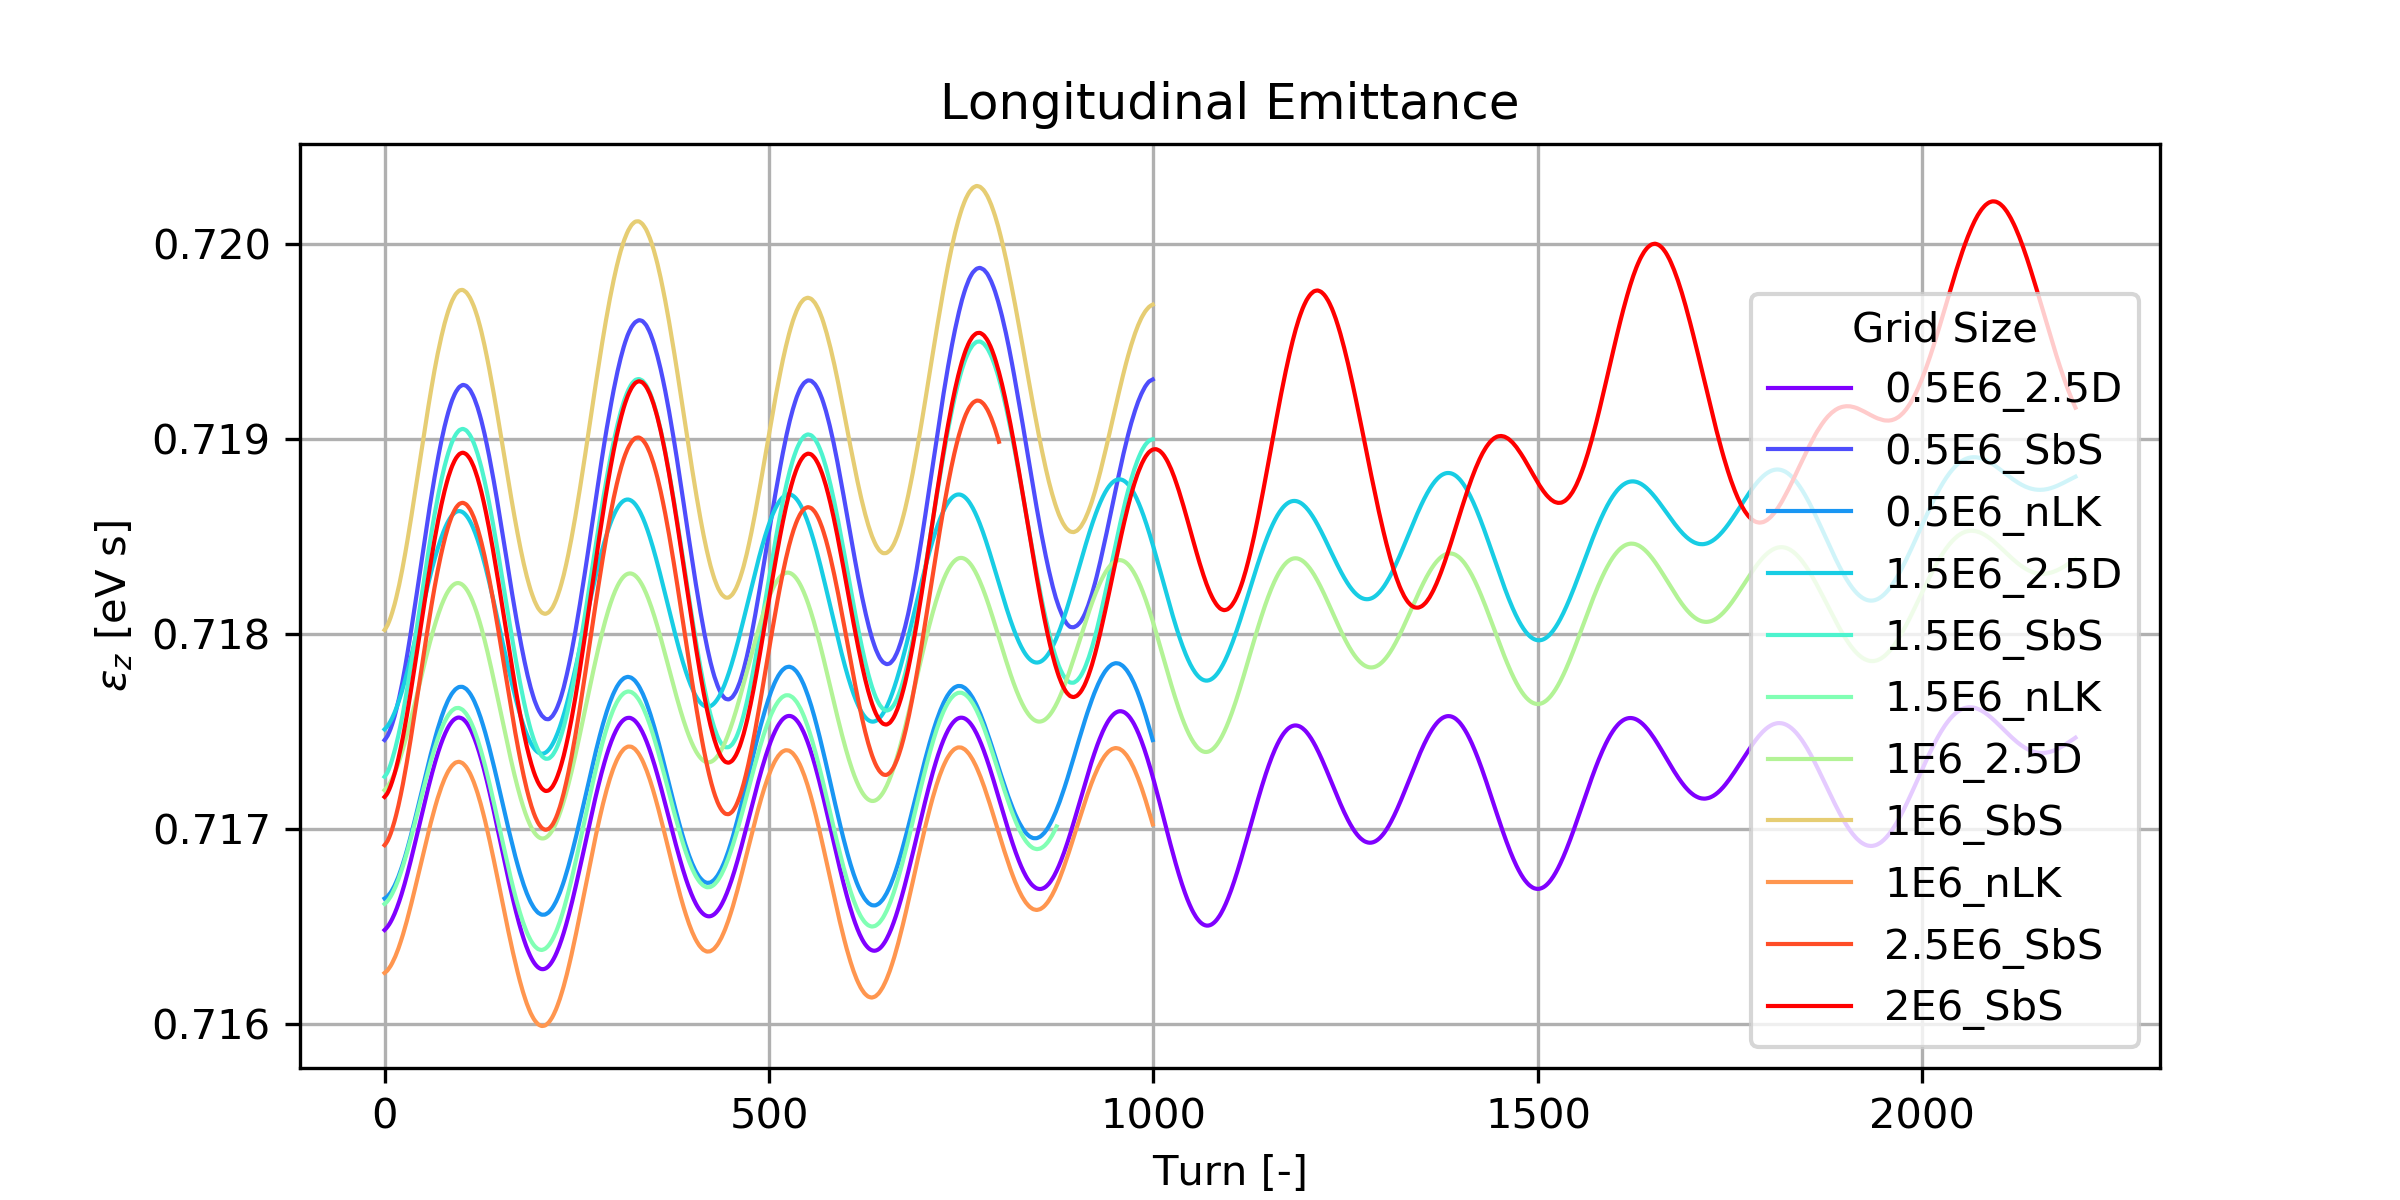 Longitudinal Emittance
0.720
0.719
0.718
0.717
0.716
ε_z [eV s]
0
500
1000
1500
2000
Turn [-]
Grid Size
0.5E6_2.5D
0.5E6_SbS
0.5E6_nLK
1.5E6_2.5D
1.5E6_SbS
1.5E6_nLK
1E6_2.5D
1E6_SbS
1E6_nLK
2.5E6_SbS
2E6_SbS